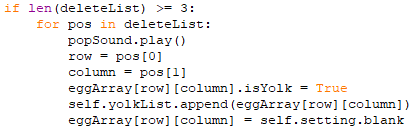 if len(deleteList) >= 3:
    for pos in deleteList:
        popSound.play()
        row = pos[0]
        column = pos[1]
        eggArray[row][column].isYolk = True
        self.yolkList.append(eggArray[row][column])
        eggArray[row][column] = self.setting.blank